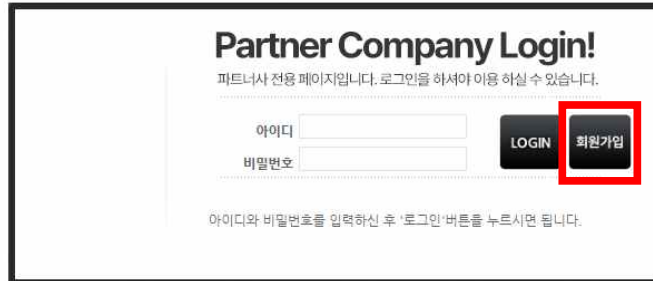 Partner Company Login!
파트너사 전용 페이지입니다. 로그인을 하셔야 이용 하실 수 있습니다.
아이디
LOGIN 회원가입
비밀번호
아이디와 비밀번호를 입력하신 후 '로그인'버튼을 누르시면 됩니다.